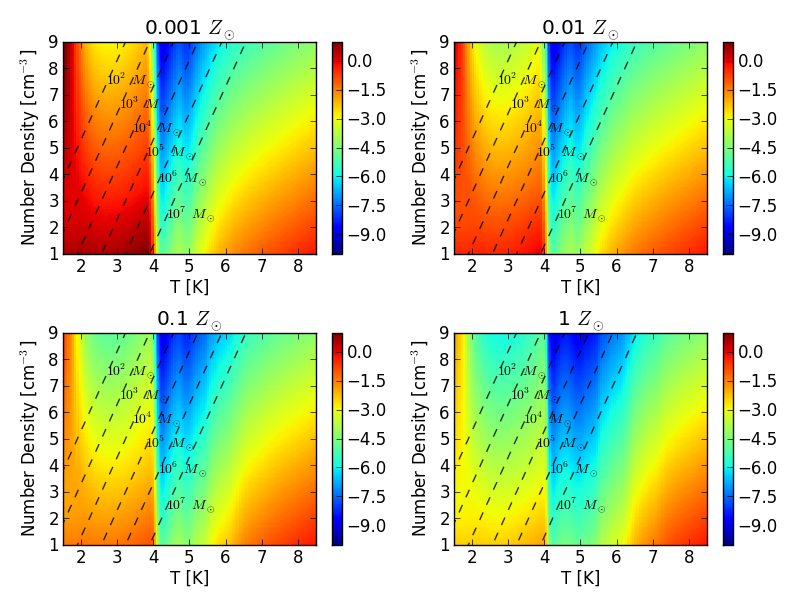 0.001 Z☉ 0.01 Z☉
9 0.0 9 0.0
8 10² M☉ −1.5 8 10² M☉ −1.5
7 10³ M☉ −3.0 7 10³ M☉ −3.0
6 10⁴ M☉ 6 10⁴ M☉
5 10⁵ M☉ −4.5 5 10⁵ M☉ −4.5
4 10⁶ M☉ −6.0 4 10⁶ M☉ −6.0
3 10⁷ M☉ −7.5 3 10⁷ M☉ −7.5
2 −9.0 2 −9.0
1 1
Number Density [cm⁻³] Number Density [cm⁻³]
2 3 4 5 6 7 8 2 3 4 5 6 7 8
T [K] T [K]
0.1 Z☉ 1 Z☉
9 0.0 9 0.0
8 10² M☉ −1.5 8 10² M☉ −1.5
7 10³ M☉ −3.0 7 10³ M☉ −3.0
6 10⁴ M☉ 6 10⁴ M☉
5 10⁵ M☉ −4.5 5 10⁵ M☉ −4.5
4 10⁶ M☉ −6.0 4 10⁶ M☉ −6.0
3 10⁷ M☉ −7.5 3 10⁷ M☉ −7.5
2 −9.0 2 −9.0
1 1
Number Density [cm⁻³] Number Density [cm⁻³]
2 3 4 5 6 7 8 2 3 4 5 6 7 8
T [K] T [K]